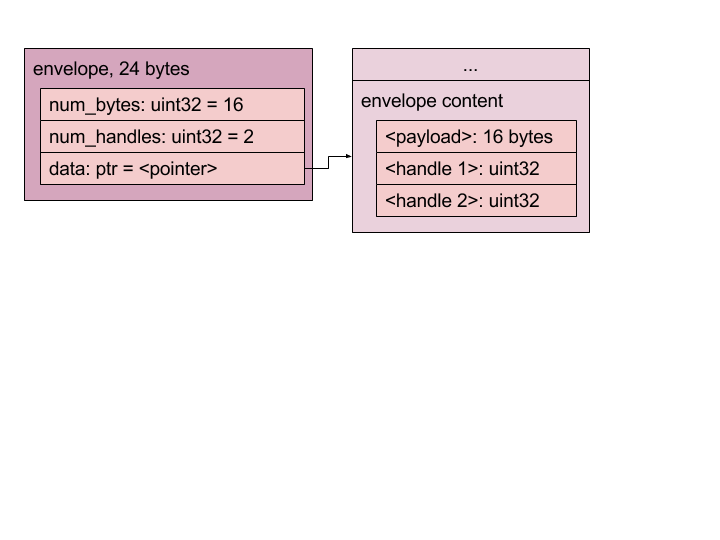 envelope, 24 bytes
num_bytes: uint32 = 16
num_handles: uint32 = 2
data: ptr = <pointer>
...
envelope content
<payload>: 16 bytes
<handle 1>: uint32
<handle 2>: uint32